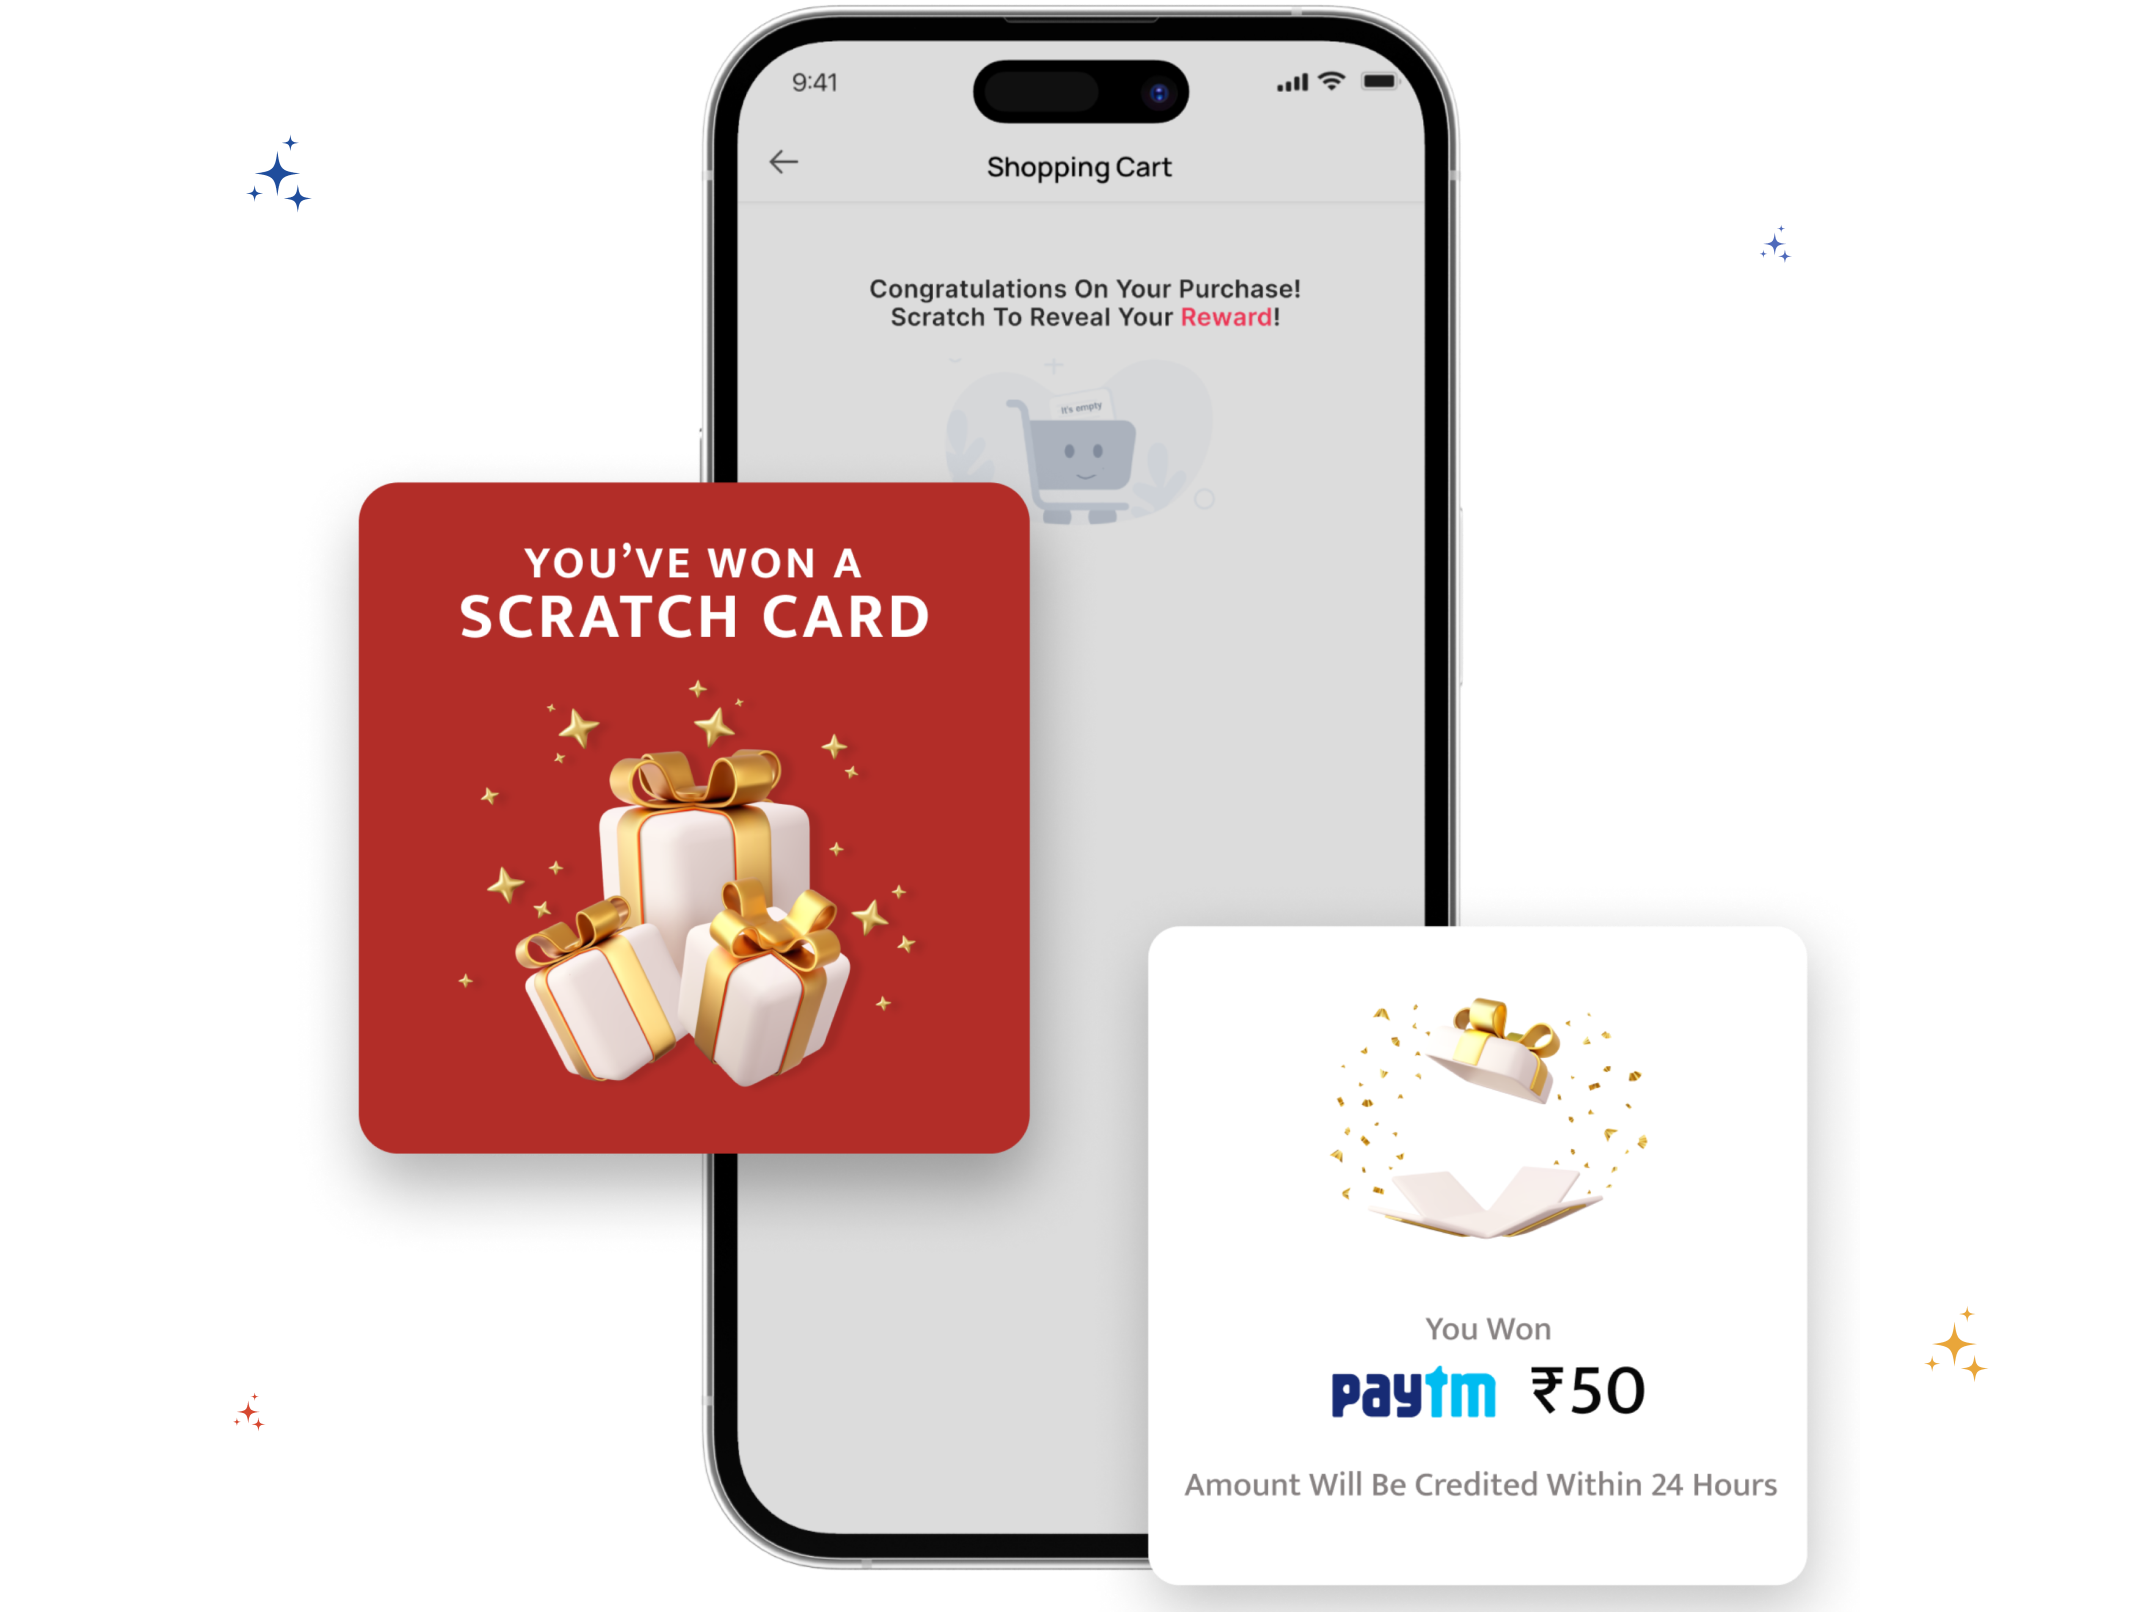 9:41
Shopping Cart
Congratulations On Your Purchase!
Scratch To Reveal Your Reward!
It's empty
YOU’VE WON A
SCRATCH CARD
You Won
paytm ₹50
Amount Will Be Credited Within 24 Hours